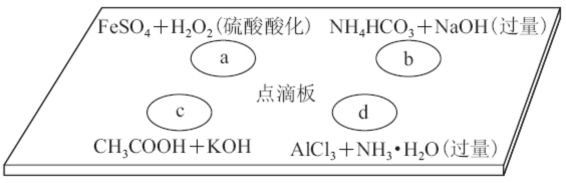 FeSO₄+H₂O₂(硫酸酸化) NH₄HCO₃+NaOH(过量)
a b
点滴板
c d
CH₃COOH+KOH AlCl₃+NH₃•H₂O(过量)